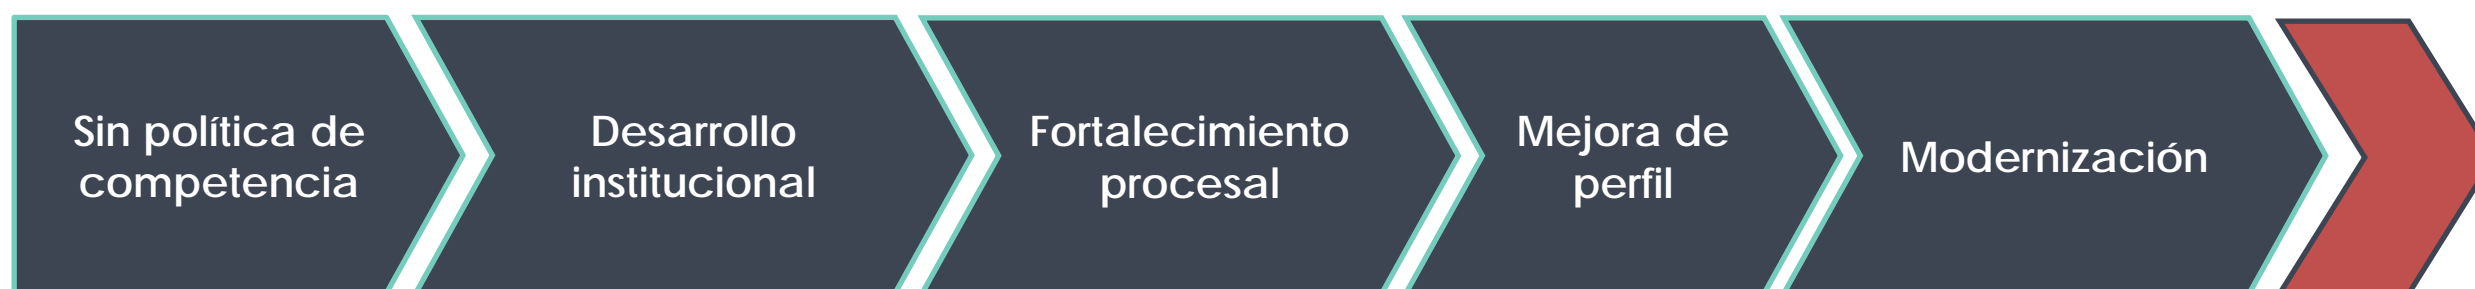 Sin política de
competencia
Desarrollo
institucional
Fortalecimiento
procesal
Mejora de
perfil
Modernización